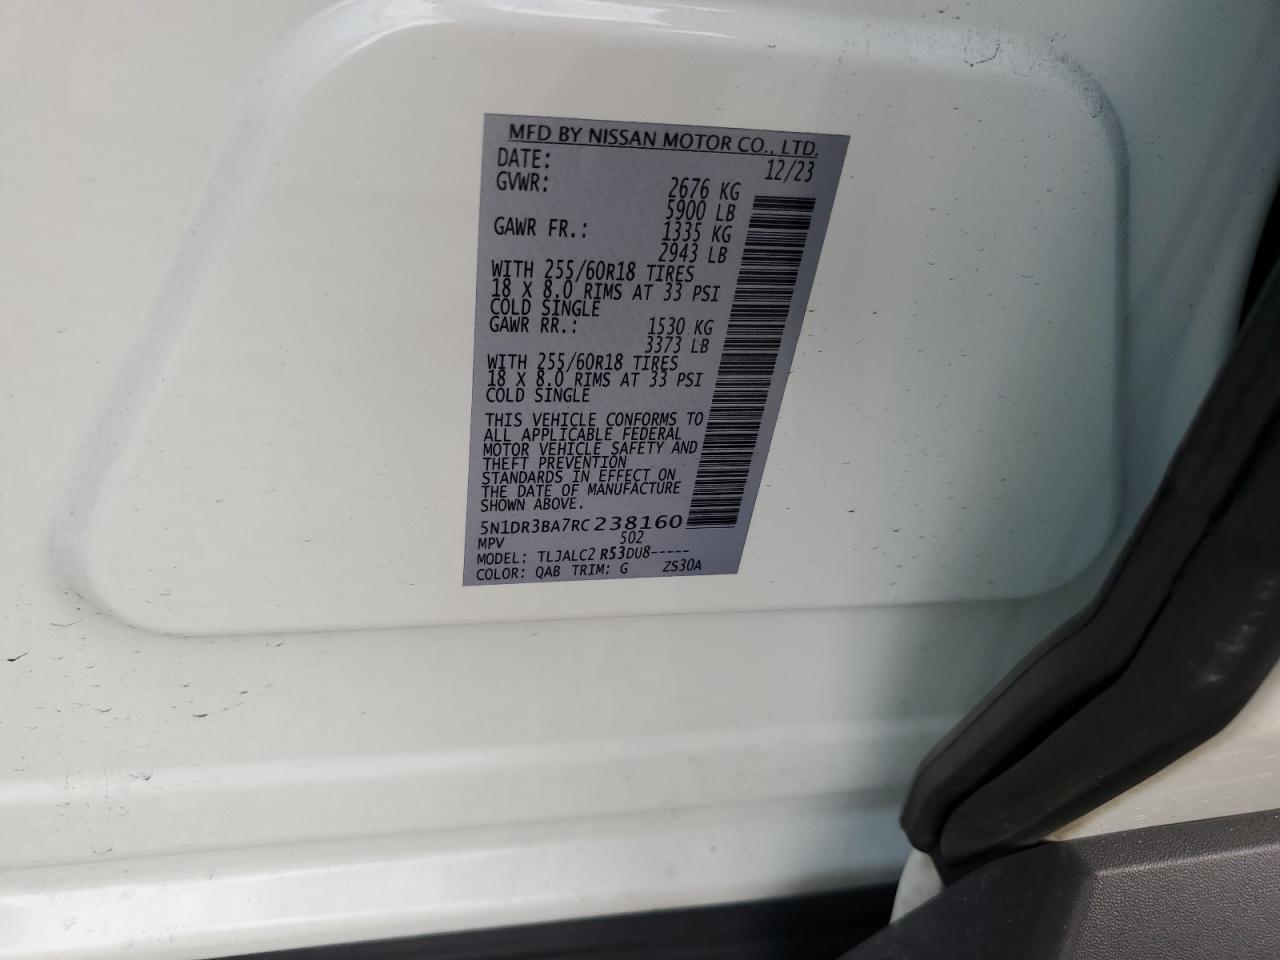 MFD BY NISSAN MOTOR CO., LTD.
DATE: 12/23
GVWR: 2676 KG
5900 LB
GAWR FR.: 1335 KG
2943 LB
WITH 255/60R18 TIRES
18 X 8.0 RIMS AT 33 PSI
COLD SINGLE
GAWR RR.: 1530 KG
3373 LB
WITH 255/60R18 TIRES
18 X 8.0 RIMS AT 33 PSI
COLD SINGLE
THIS VEHICLE CONFORMS TO
ALL APPLICABLE FEDERAL
MOTOR VEHICLE SAFETY AND
THEFT PREVENTION
STANDARDS IN EFFECT ON
THE DATE OF MANUFACTURE
SHOWN ABOVE.
5N1DR3BA7RC238160
MPV 502
MODEL: TLJALC2 R53DU8-----
COLOR: QAB TRIM: G ZS30A